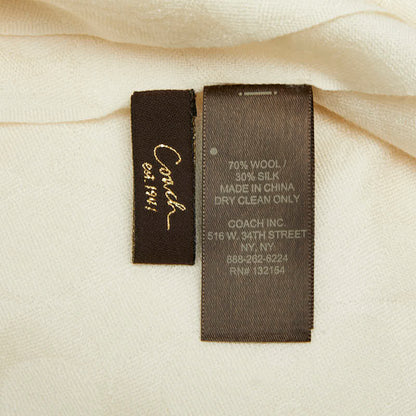 Coach
est. 1941
70% WOOL /
30% SILK
MADE IN CHINA
DRY CLEAN ONLY
COACH INC.
516 W. 34TH STREET
NY, NY.
888-262-6224
RN# 132154